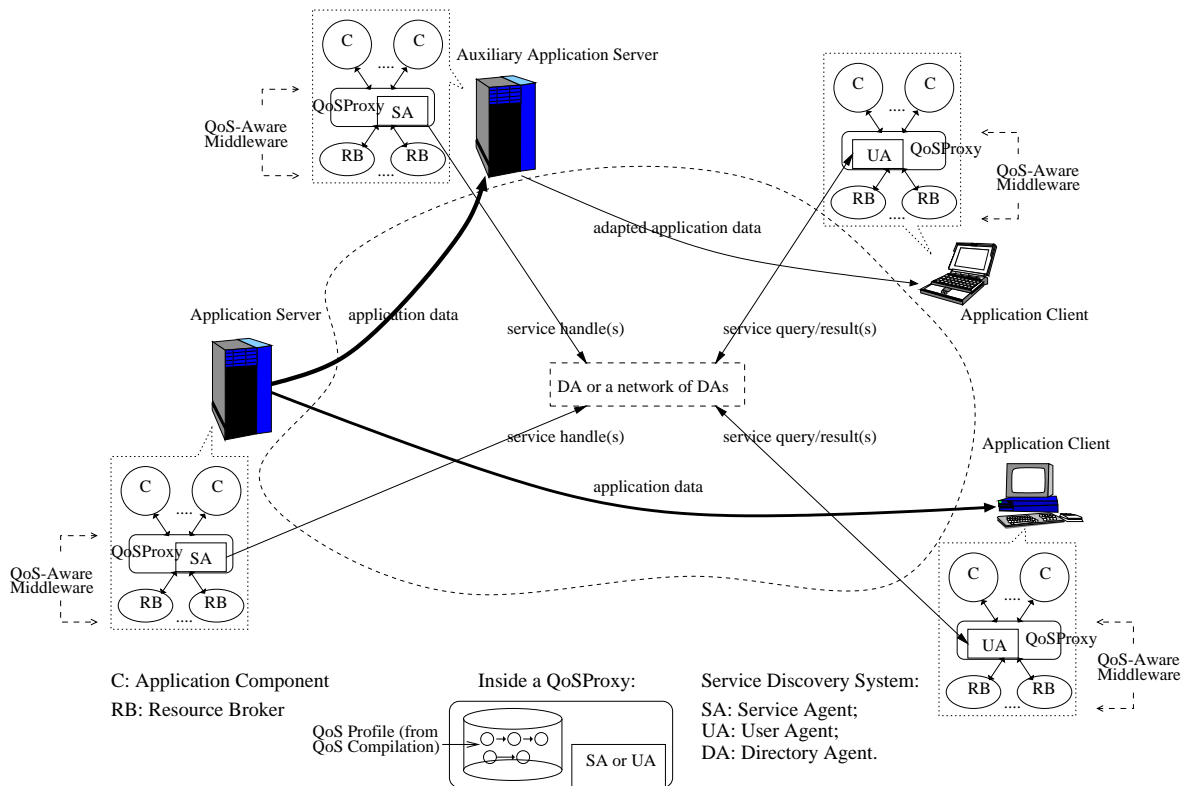 C
C
....
Auxiliary Application Server
QoSProxy
SA
QoS-Aware
Middleware
RB
RB
....
C
C
....
QoSProxy
UA
QoS-Aware
Middleware
RB
RB
....
adapted application data
Application Server
application data
service handle(s)
service query/result(s)
Application Client
DA or a network of DAs
service handle(s)
service query/result(s)
Application Client
application data
C
C
....
QoSProxy
SA
QoS-Aware
Middleware
RB
RB
....
C
C
....
QoSProxy
UA
QoS-Aware
Middleware
RB
RB
....
C: Application Component
RB: Resource Broker
Inside a QoSProxy:
QoS Profile (from
QoS Compilation)
SA or UA
Service Discovery System:
SA: Service Agent;
UA: User Agent;
DA: Directory Agent.